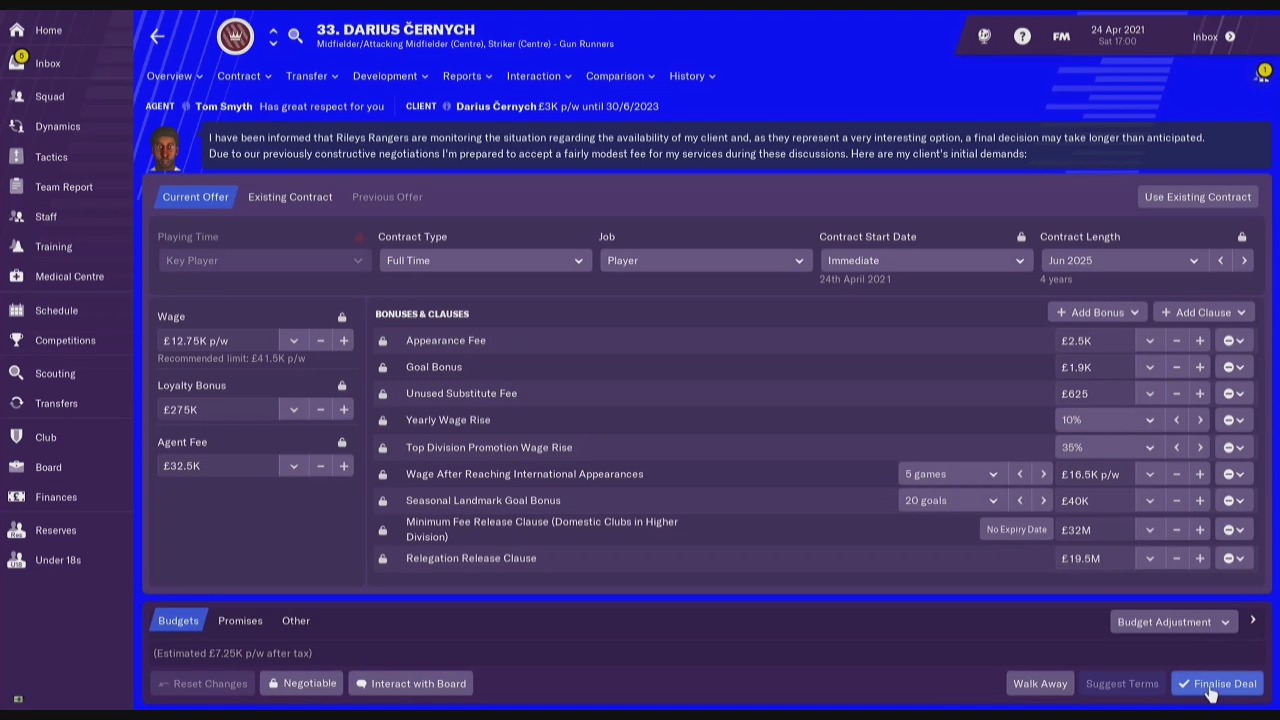 Home
Inbox
5
Squad
Dynamics
Tactics
Team Report
Staff
Training
Medical Centre
Schedule
Competitions
Scouting
Transfers
Club
Board
Finances
Reserves
Under 18s
33. DARIUS ČERNYCH
Midfielder/Attacking Midfielder (Centre), Striker (Centre) - Gun Runners
FM
24 Apr 2021
Sat 17:00
Inbox
1
Overview Contract Transfer Development Reports Interaction Comparison History
AGENT Tom Smyth Has great respect for you CLIENT Darius Černych £3K p/w until 30/6/2023
I have been informed that Rileys Rangers are monitoring the situation regarding the availability of my client and, as they represent a very interesting option, a final decision may take longer than anticipated.
Due to our previously constructive negotiations I'm prepared to accept a fairly modest fee for my services during these discussions. Here are my client's initial demands:
Current Offer Existing Contract Previous Offer Use Existing Contract
Playing Time Contract Type Job Contract Start Date Contract Length
Key Player Full Time Player Immediate Jun 2025
24th April 2021 4 years
Wage
£12.75K p/w
Recommended limit: £41.5K p/w
Loyalty Bonus
£275K
Agent Fee
£32.5K
BONUSES & CLAUSES + Add Bonus + Add Clause
Appearance Fee £2.5K
Goal Bonus £1.9K
Unused Substitute Fee £625
Yearly Wage Rise 10%
Top Division Promotion Wage Rise 35%
Wage After Reaching International Appearances 5 games £16.5K p/w
Seasonal Landmark Goal Bonus 20 goals £40K
Minimum Fee Release Clause (Domestic Clubs in Higher
Division) No Expiry Date £32M
Relegation Release Clause £19.5M
Budgets Promises Other Budget Adjustment
(Estimated £7.25K p/w after tax)
Reset Changes Negotiable Interact with Board Walk Away Suggest Terms Finalise Deal